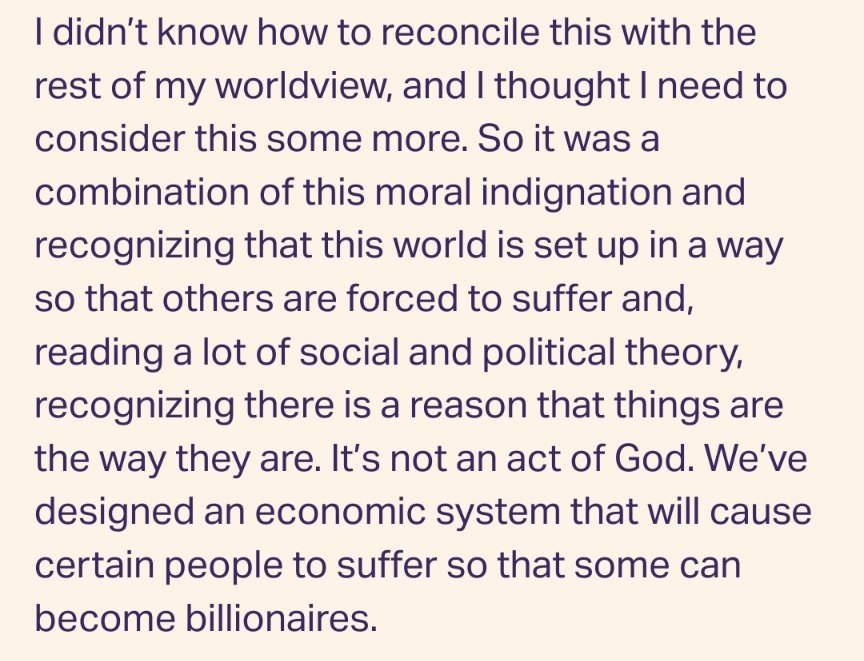 I didn’t know how to reconcile this with the
rest of my worldview, and I thought I need to
consider this some more. So it was a
combination of this moral indignation and
recognizing that this world is set up in a way
so that others are forced to suffer and,
reading a lot of social and political theory,
recognizing there is a reason that things are
the way they are. It’s not an act of God. We’ve
designed an economic system that will cause
certain people to suffer so that some can
become billionaires.